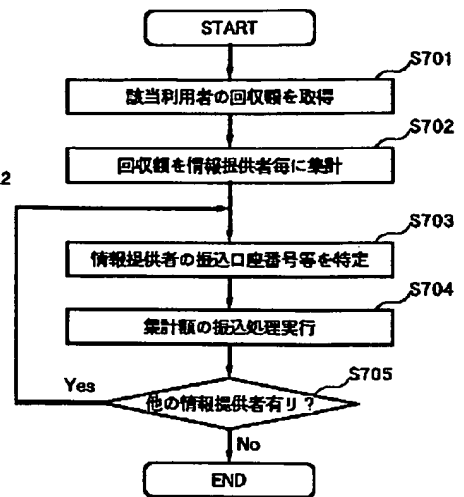 START
S701
該当利用者の回収額を取得
S702
回収額を情報提供者毎に集計
2
S703
情報提供者の振込口座番号等を特定
S704
集計額の振込処理実行
S705
Yes
他の情報提供者有リ?
No
END